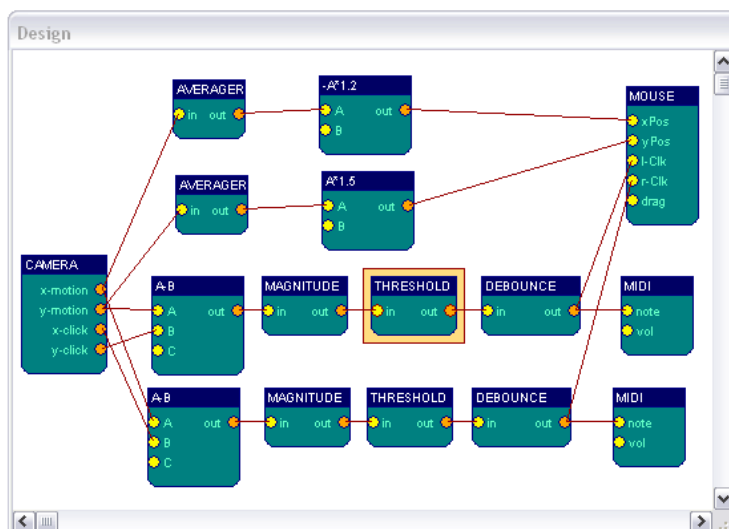 Design
AVERAGER
in out
-A*1.2
A out
B
MOUSE
xPos
yPos
l-Clk
r-Clk
drag
AVERAGER
in out
A*1.5
A out
B
CAMERA
x-motion
y-motion
x-click
y-click
A-B
A out
B
C
MAGNITUDE
in out
THRESHOLD
in out
DEBOUNCE
in out
MIDI
note
vol
A-B
A out
B
C
MAGNITUDE
in out
THRESHOLD
in out
DEBOUNCE
in out
MIDI
note
vol